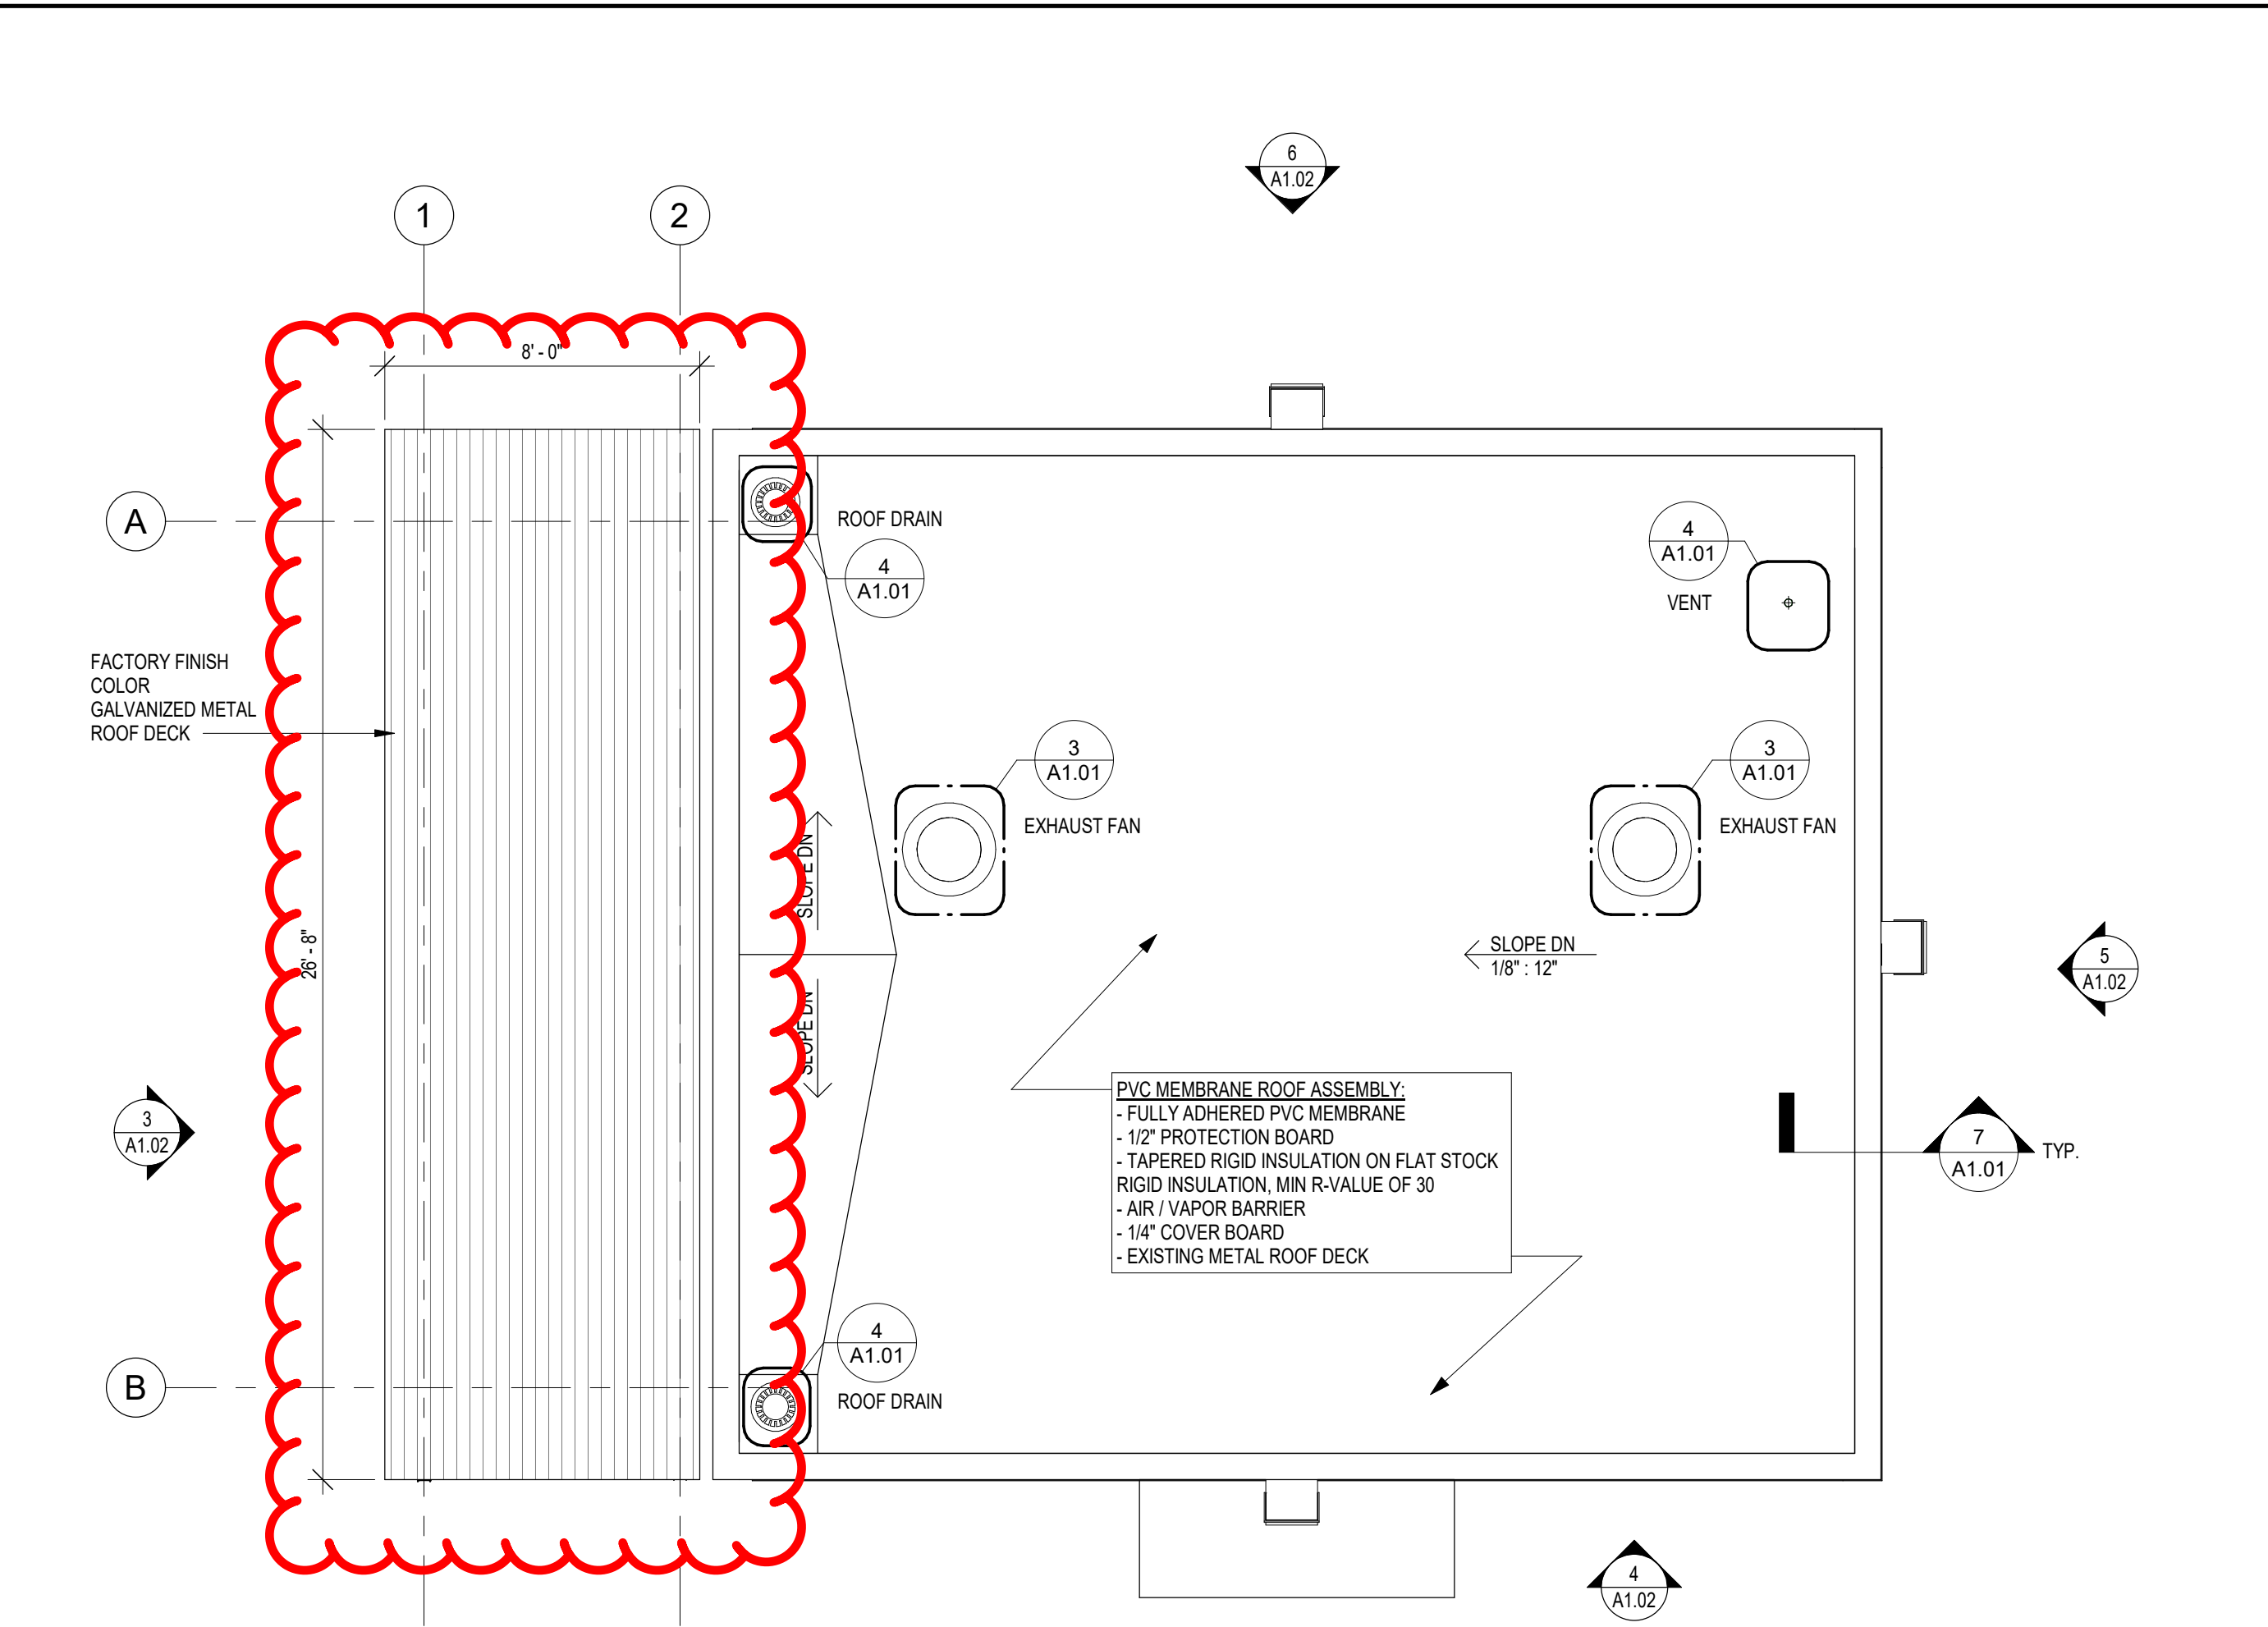 6
A1.02
1
2
8' - 0"
A
ROOF DRAIN
4
A1.01
4
A1.01
VENT
FACTORY FINISH
COLOR
GALVANIZED METAL
ROOF DECK
3
A1.01
EXHAUST FAN
3
A1.01
EXHAUST FAN
SLOPE DN
26' - 8"
SLOPE DN
1/8" : 12"
5
A1.02
SLOPE DN
3
A1.02
PVC MEMBRANE ROOF ASSEMBLY:
- FULLY ADHERED PVC MEMBRANE
- 1/2" PROTECTION BOARD
- TAPERED RIGID INSULATION ON FLAT STOCK
RIGID INSULATION, MIN R-VALUE OF 30
- AIR / VAPOR BARRIER
- 1/4" COVER BOARD
- EXISTING METAL ROOF DECK
7
A1.01
TYP.
4
A1.01
B
ROOF DRAIN
4
A1.02